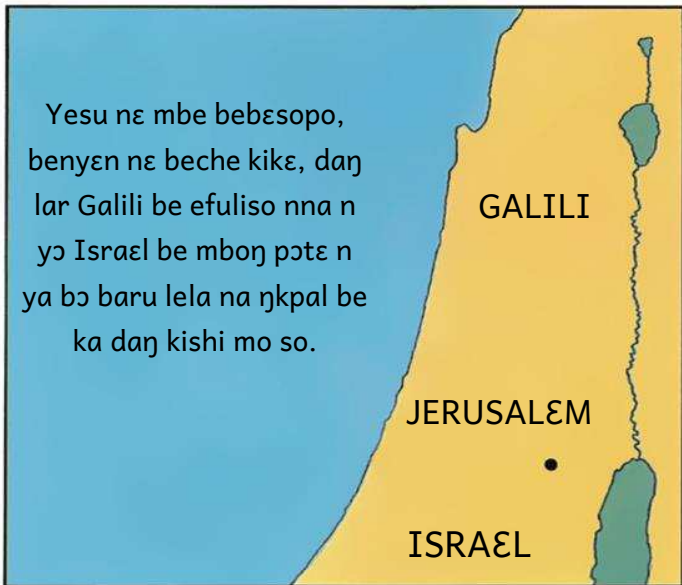 Yesu nɛ mbe bebɛsopo,
benyɛn nɛ beche kikɛ, daŋ
lar Galili be efuliso nna n
yɔ Israɛl be mboŋ pɔtɛ n
ya bɔ baru lela na ŋkpal be
ka daŋ kishi mo so.
GALILI
JERUSALƐM
ISRAƐL